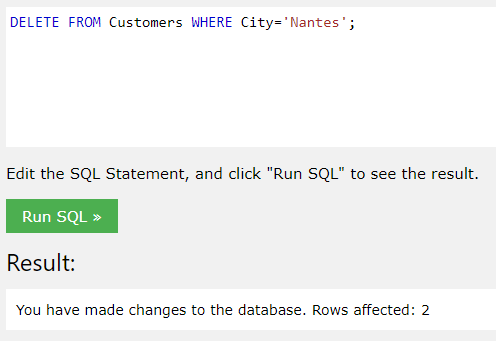 DELETE FROM Customers WHERE City='Nantes';
Edit the SQL Statement, and click "Run SQL" to see the result.
Run SQL »
Result:
You have made changes to the database. Rows affected: 2